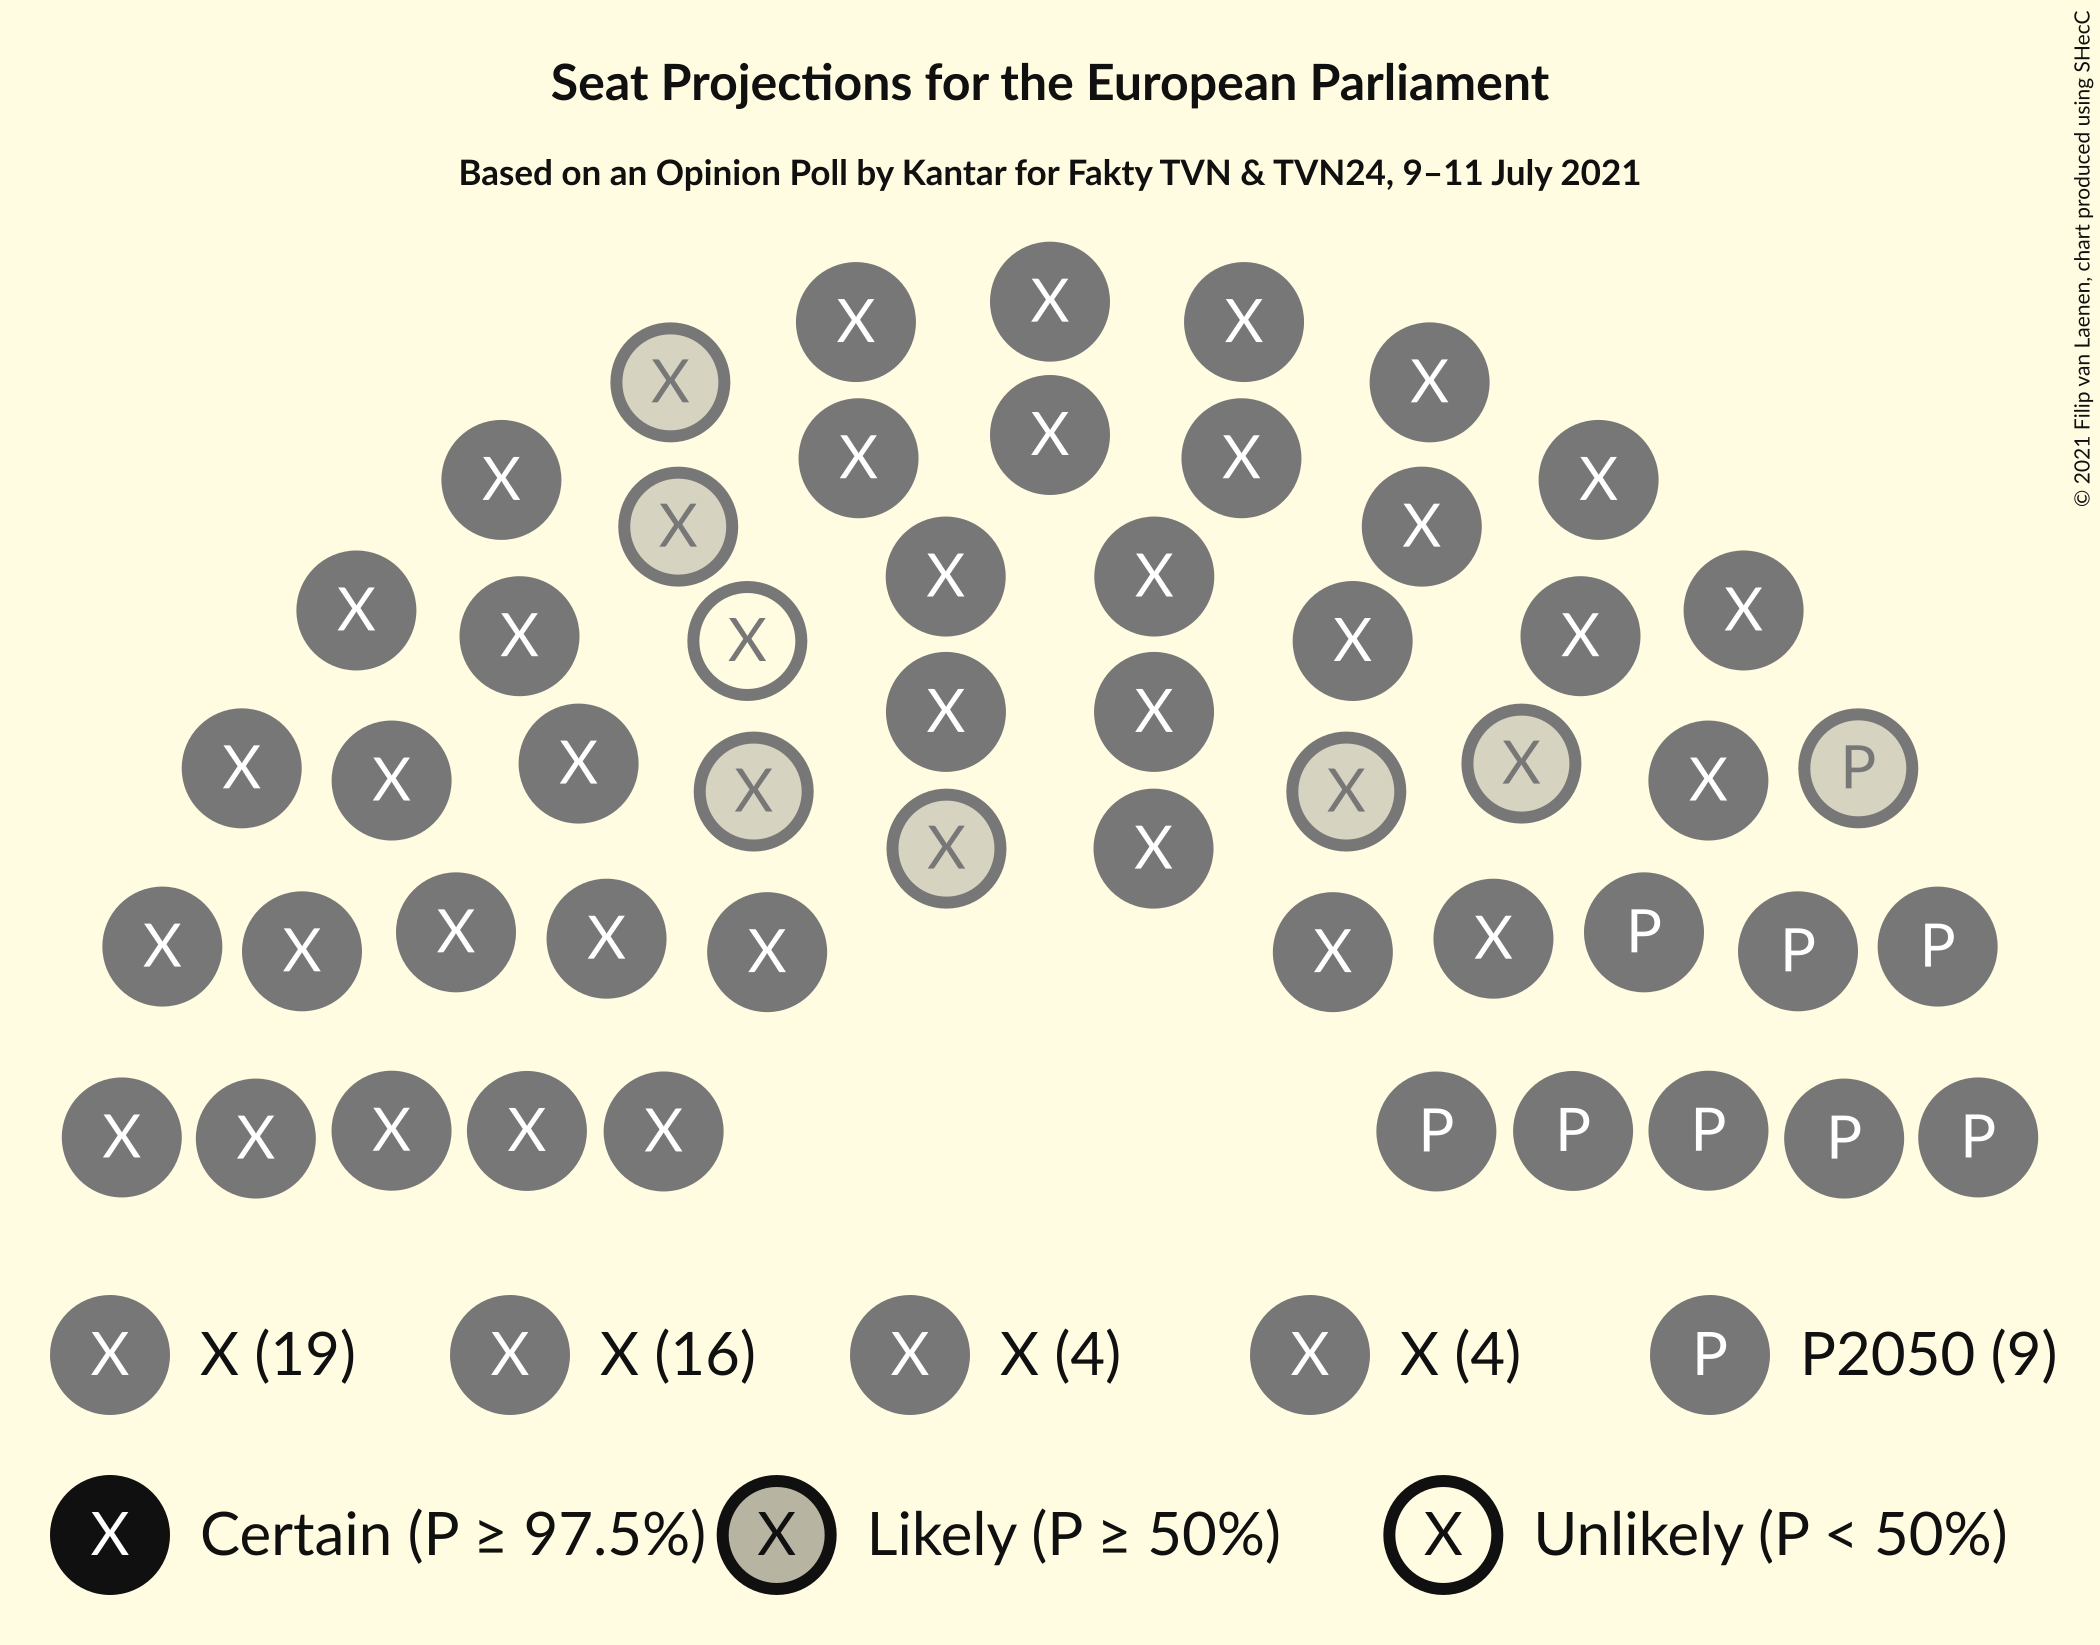 Seat Projections for the European Parliament
Based on an Opinion Poll by Kantar for Fakty TVN & TVN24, 9–11 July 2021
© 2021 Filip van Laenen, chart produced using SHecC
X
X X
X X
X
X X
X X
X X
X X
X X
X X
X X
X X
X X
X X
X X X P
X X X X
X X
X X X X X X X P P P
X X X X X P P P P P
X X (19) X X (16) X X (4) X X (4) P P2050 (9)
X Certain (P ≥ 97.5%) X Likely (P ≥ 50%) X Unlikely (P < 50%)